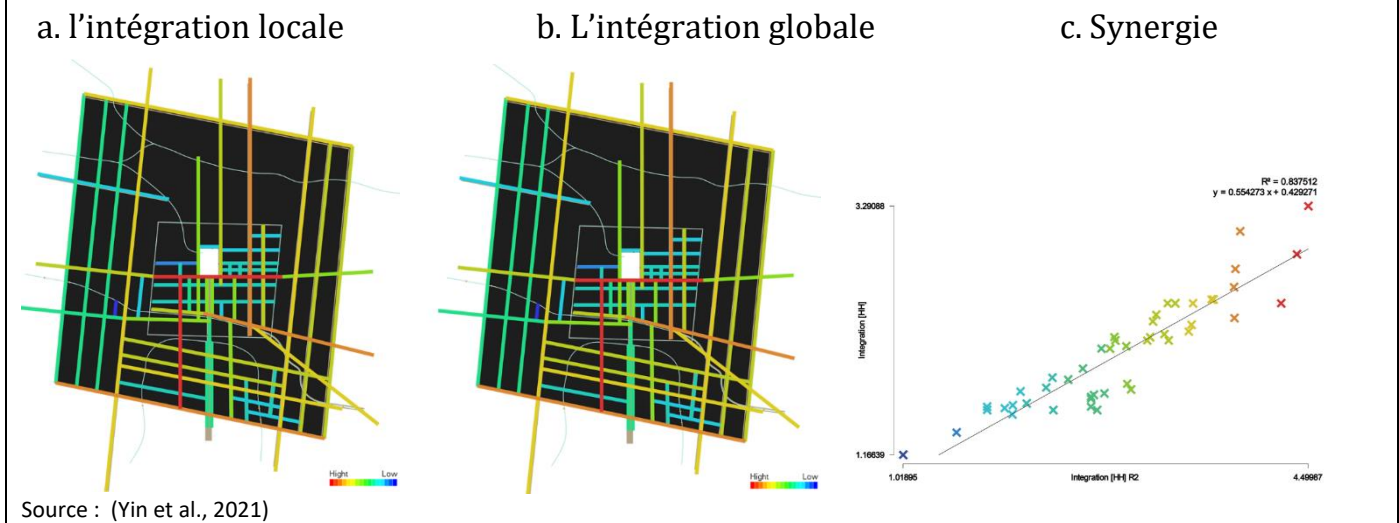 a. l’intégration locale
b. L’intégration globale
c. Synergie
Hight Low
Hight Low
R² = 0.837512
y = 0.554273 x + 0.429271
3.29088
Integration [HH]
1.16639
1.01895
Integration [HH] R2
4.49967
Source : (Yin et al., 2021)